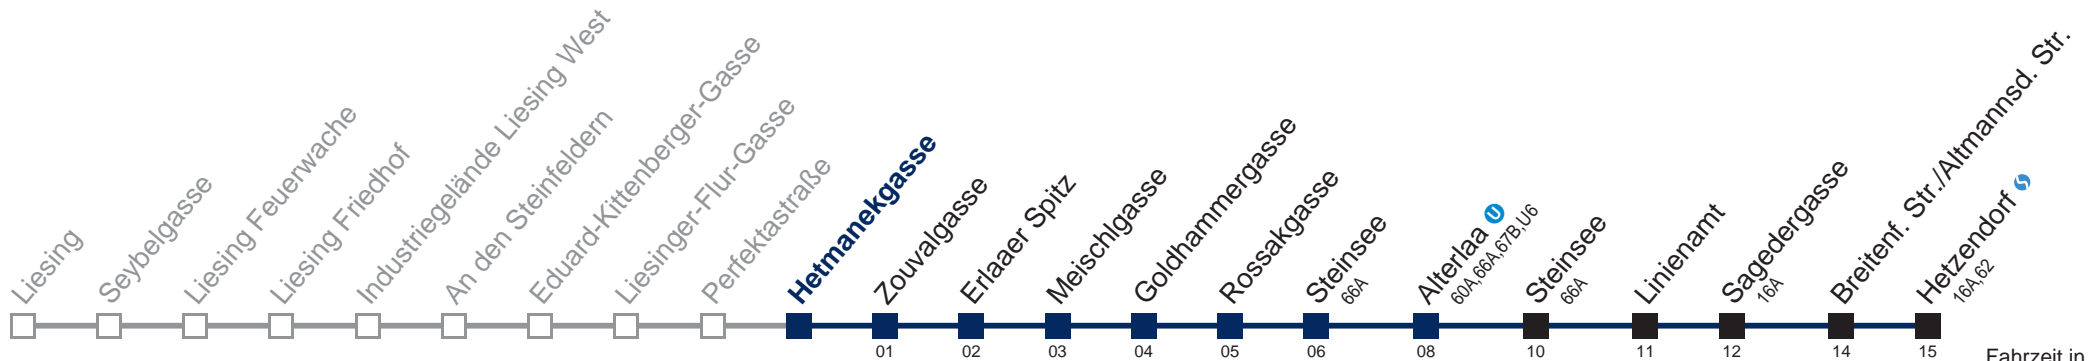 Liesing
Seybelgasse
Liesing Feuerwache
Liesing Friedhof
Industriegelände Liesing West
An den Steinfeldern
Eduard-Kittenberger-Gasse
Liesinger-Flur-Gasse
Perfektastraße
Hetmanekgasse
Zouvalgasse
Erlaaer Spitz
Meischlgasse
Goldhammergasse
Rossakgasse
Steinsee
66A
Alterlaa U
60A,66A,67B,U6
Steinsee
66A
Linienamt
Sagedergasse
16A
Breitenf. Str./Altmannsd. Str.
Hetzendorf S
16A,62
01 02 03 04 05 06 08 10 11 12 14 15
Fahrzeit in